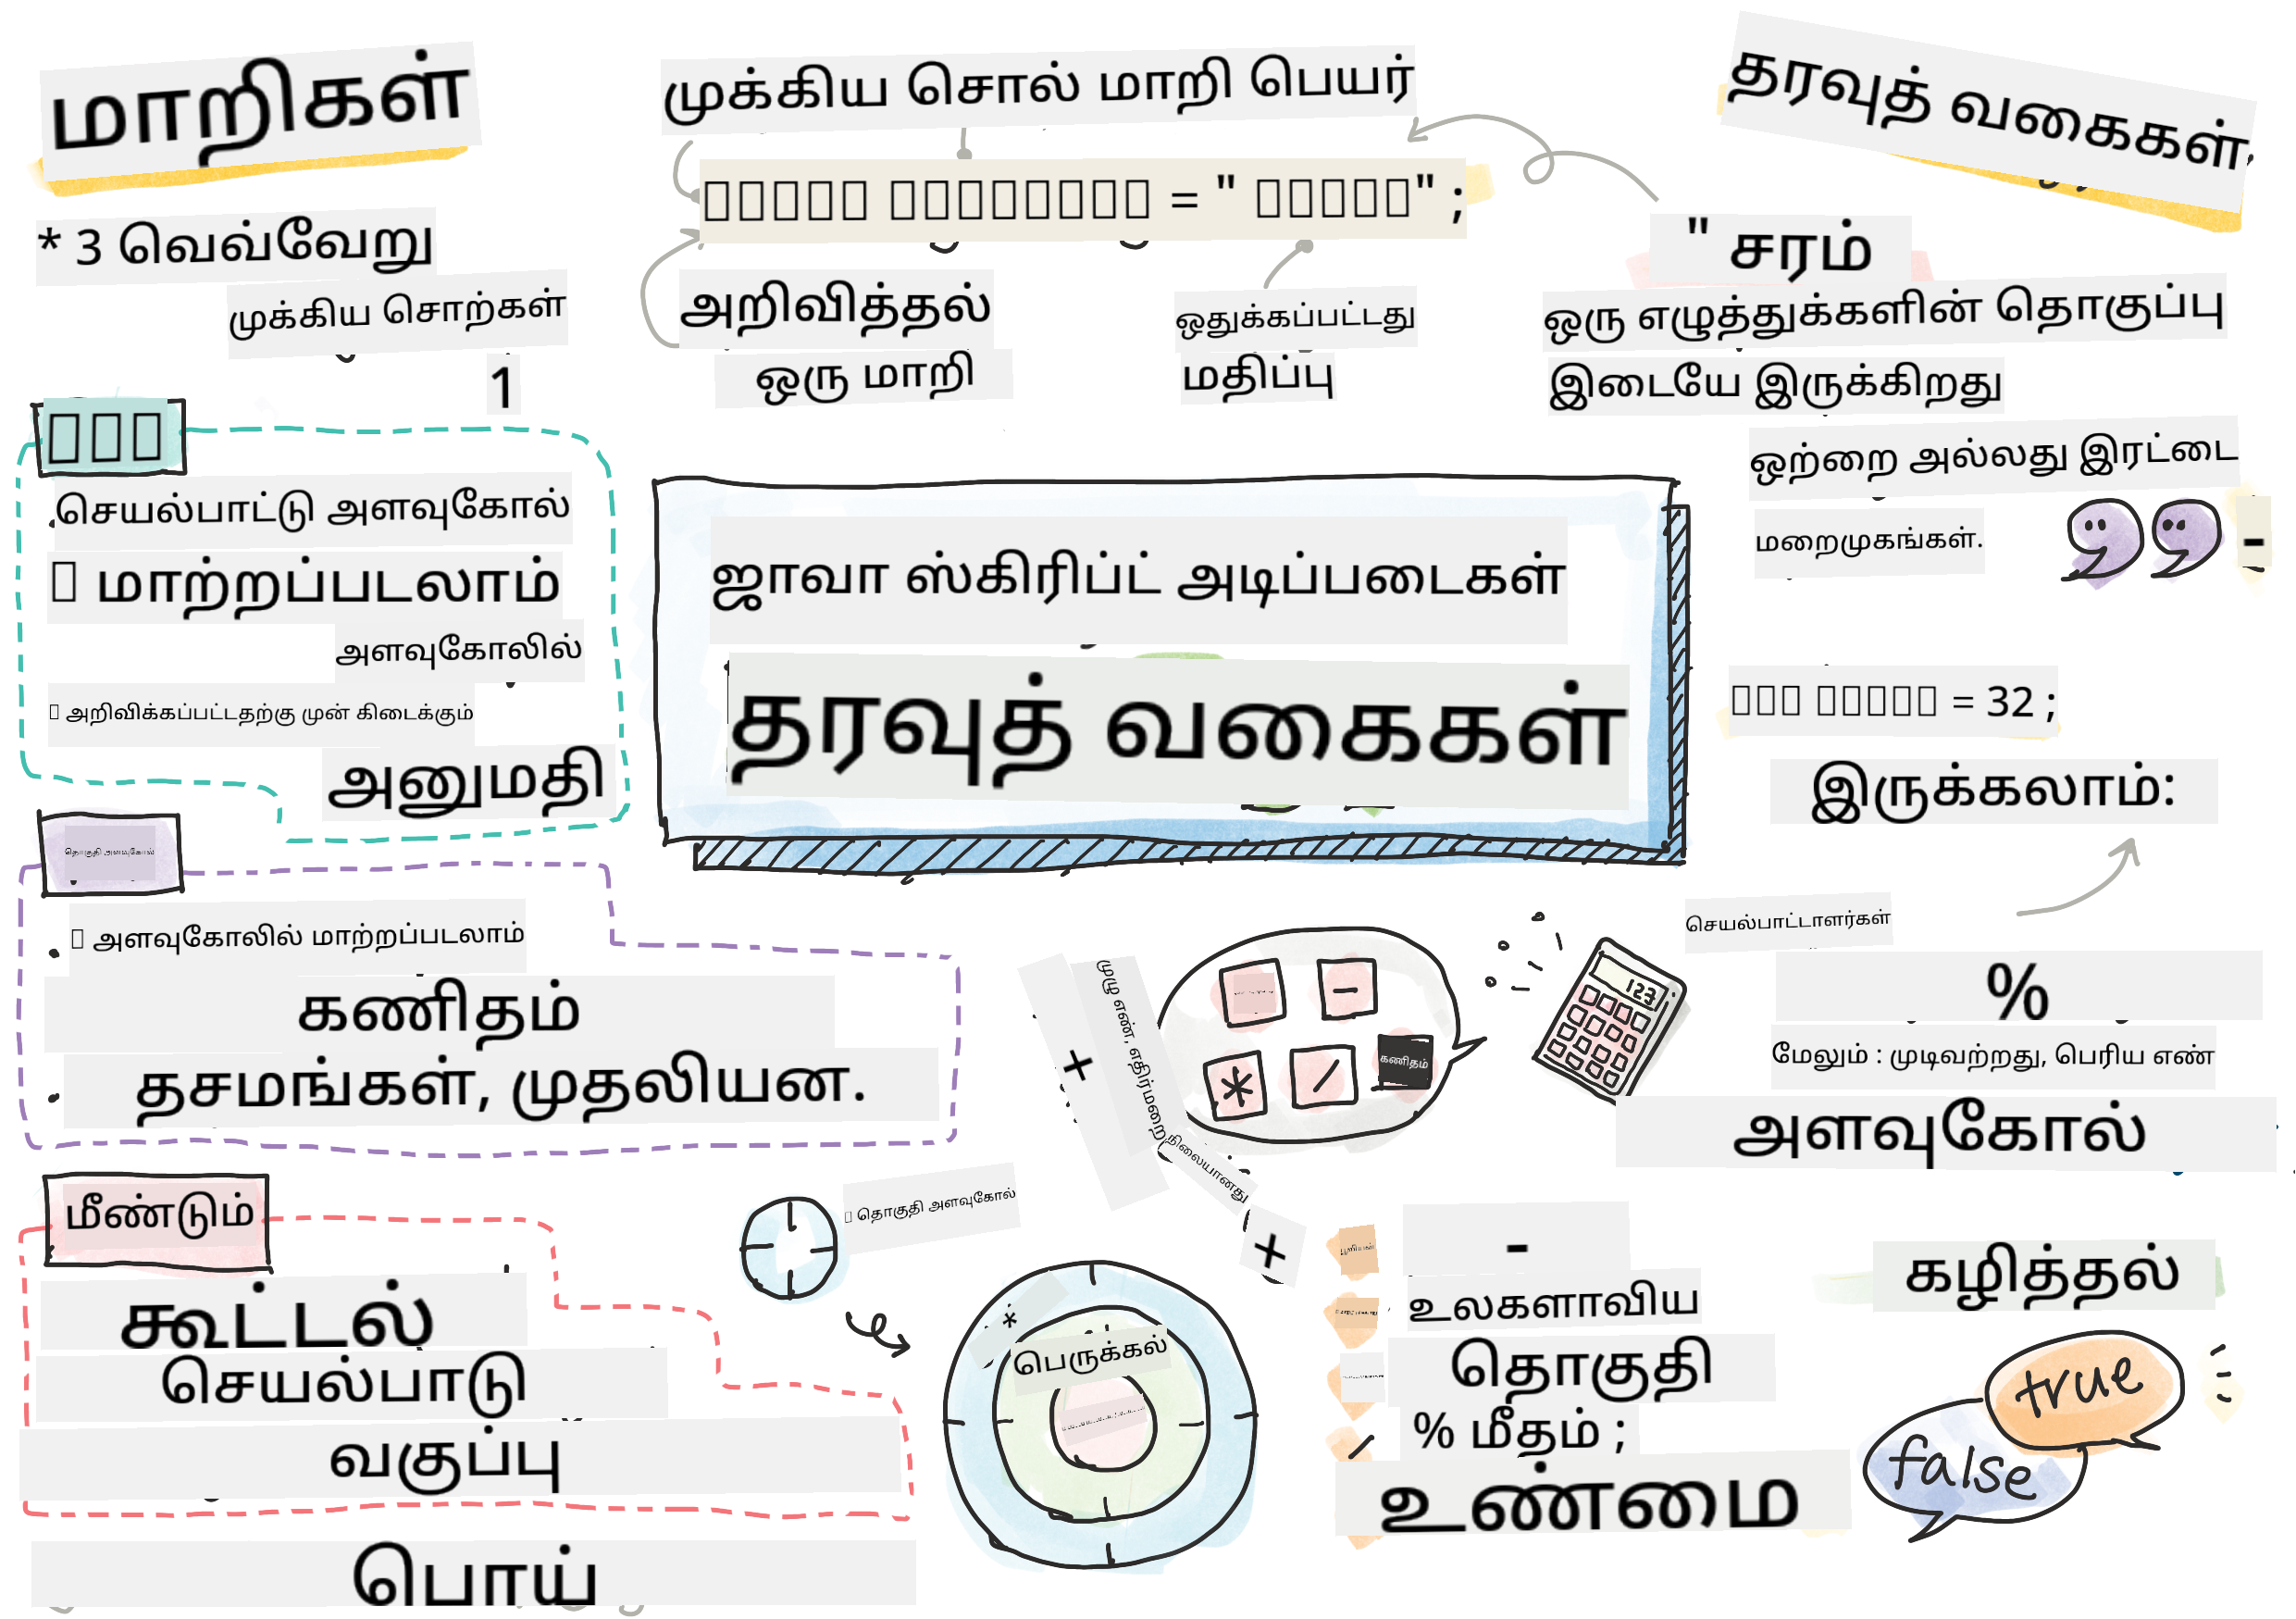 மாறிகள்
* 3 வெவ்வேறு
முக்கிய சொற்கள்
1
முக்கிய சொல் மாறி பெயர்
= " " ;
அறிவித்தல்
ஒரு மாறி
ஒதுக்கப்பட்டது
மதிப்பு
தரவுத் வகைகள்
" சரம்
ஒரு எழுத்துக்களின் தொகுப்பு
இடையே இருக்கிறது
ஒற்றை அல்லது இரட்டை
மறைமுகங்கள்.
-
செயல்பாட்டு அளவுகோல்
மாற்றப்படலாம்
அளவுகோலில்
அறிவிக்கப்பட்டதற்கு முன் கிடைக்கும்
அனுமதி
ஜாவா ஸ்கிரிப்ட் அடிப்படைகள்
தரவுத் வகைகள்
= 32 ;
இருக்கலாம்:
தொகுதி அளவுகோல்
அளவுகோலில் மாற்றப்படலாம்
கணிதம்
தசமங்கள், முதலியன.
+
முழு எண், எதிர்மறை
நிலையானது
+
-
*
/
கணிதம்
123
செயல்பாட்டாளர்கள்
%
மேலும் : முடிவற்றது, பெரிய எண்
அளவுகோல்
மீண்டும்
கூட்டல்
செயல்பாடு
வகுப்பு
பொய்
தொகுதி அளவுகோல்
*
பெருக்கல்
-
உலகளாவிய
தொகுதி
% மீதம் ;
/
உண்மை
கழித்தல்
true
false